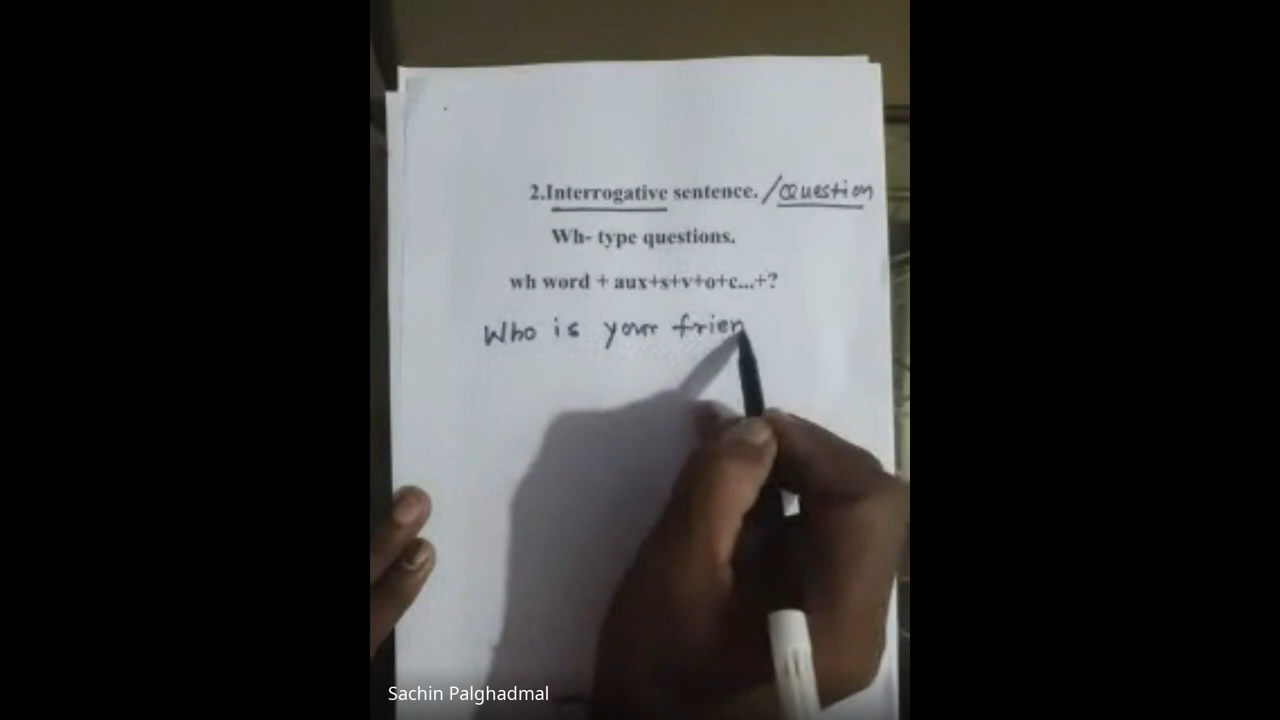 2.Interrogative sentence. /Question
Wh- type questions.
wh word + aux+s+v+o+c...+?
Who is your frien
Sachin Palghadmal